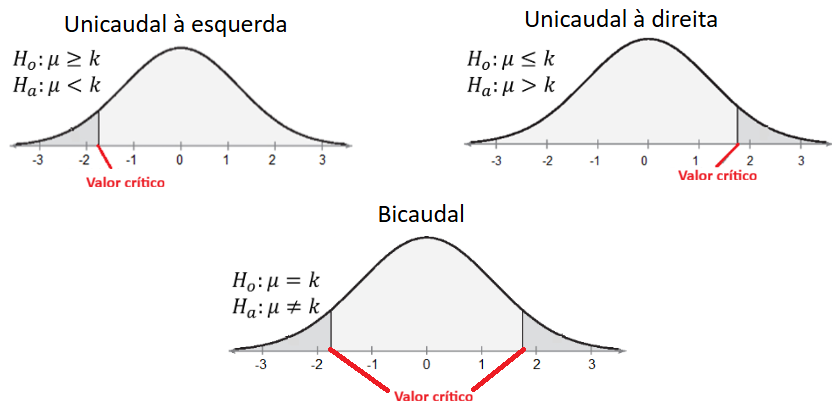 Unicaudal à esquerda
Hₒ: μ ≥ k
Hₐ: μ < k
-3 -2 -1 0 1 2 3
Valor crítico
Unicaudal à direita
Hₒ: μ ≤ k
Hₐ: μ > k
-3 -2 -1 0 1 2 3
Valor crítico
Bicaudal
Hₒ: μ = k
Hₐ: μ ≠ k
-3 -2 -1 0 1 2 3
Valor crítico